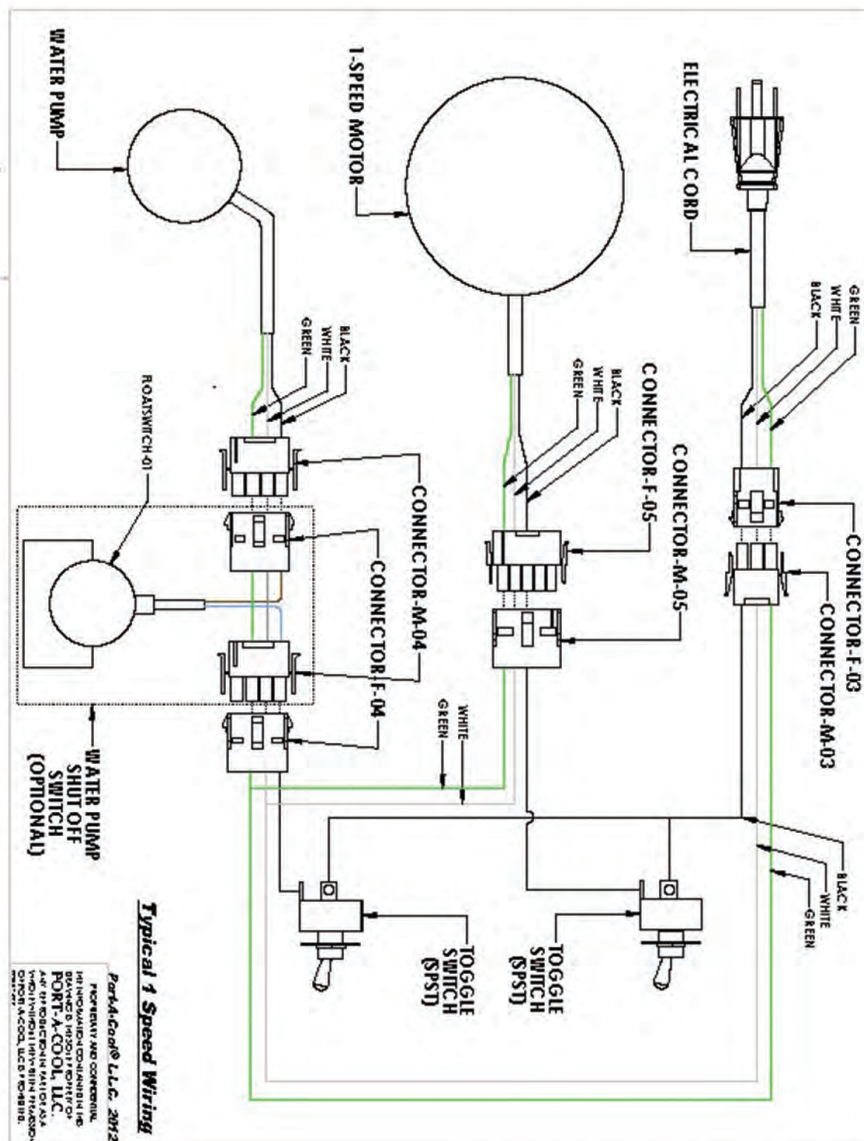 ELECTRICAL CORD
GREEN
WHITE
BLACK
CONNECTOR-F-03
CONNECTOR-M-03
BLACK
WHITE
GREEN
1-SPEED MOTOR
BLACK
WHITE
GREEN
CONNECTOR-F-05
CONNECTOR-M-05
WHITE
GREEN
TOGGLE
SWITCH
(SPST)
TOGGLE
SWITCH
(SPST)
WATER PUMP
BLACK
WHITE
GREEN
CONNECTOR-M-04
CONNECTOR-F-04
FLOATSWITCH-01
WATER PUMP
SHUT OFF
SWITCH
(OPTIONAL)
Typical 1 Speed Wiring
Port-A-Cool® L.L.C. 2012
PROPRIETARY AND CONFIDENTIAL
PORT-A-COOL, LLC.